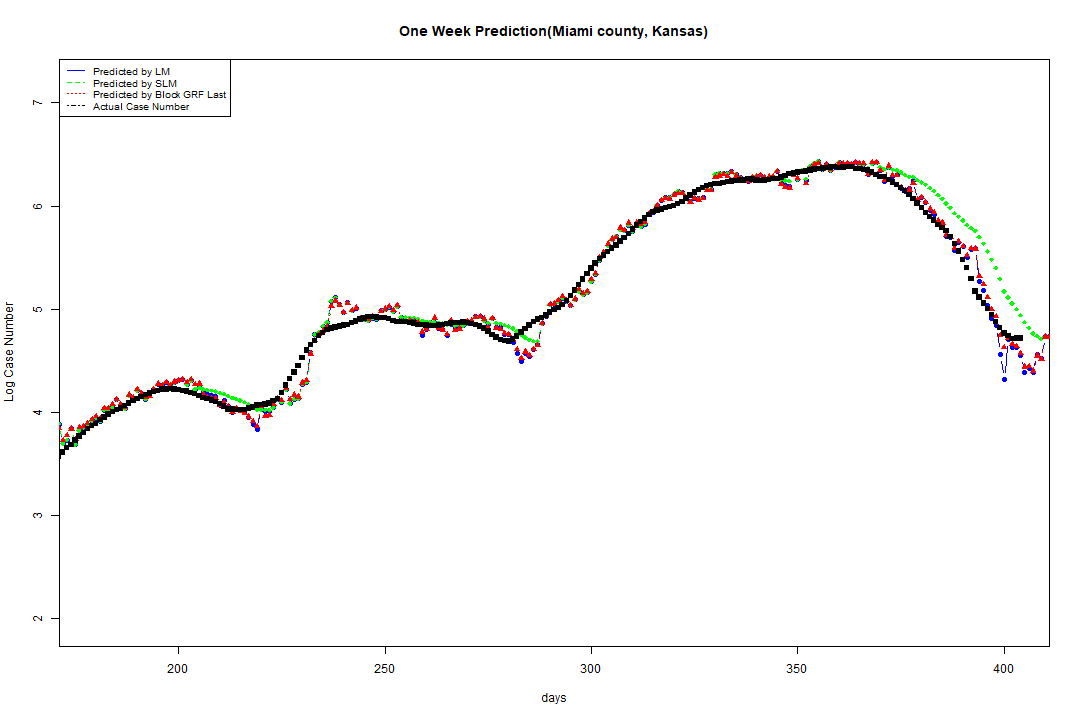 One Week Prediction(Miami county, Kansas)
Predicted by LM
Predicted by SLM
Predicted by Block GRF Last
Actual Case Number
7
6
5
4
3
2
Log Case Number
200 250 300 350 400
days